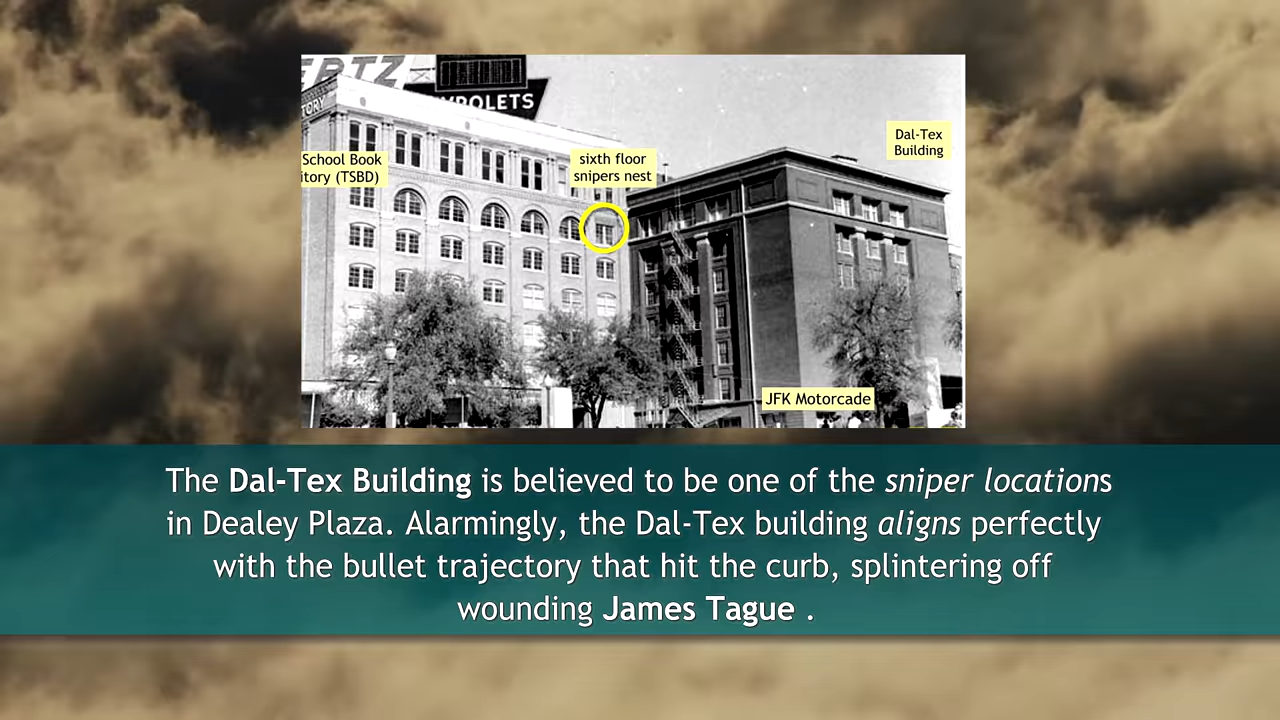 ERTZ
VROLETS
TORY
School Book
itory (TSBD)
sixth floor
snipers nest
Dal-Tex
Building
JFK Motorcade
The Dal-Tex Building is believed to be one of the sniper locations
in Dealey Plaza. Alarmingly, the Dal-Tex building aligns perfectly
with the bullet trajectory that hit the curb, splintering off
wounding James Tague .